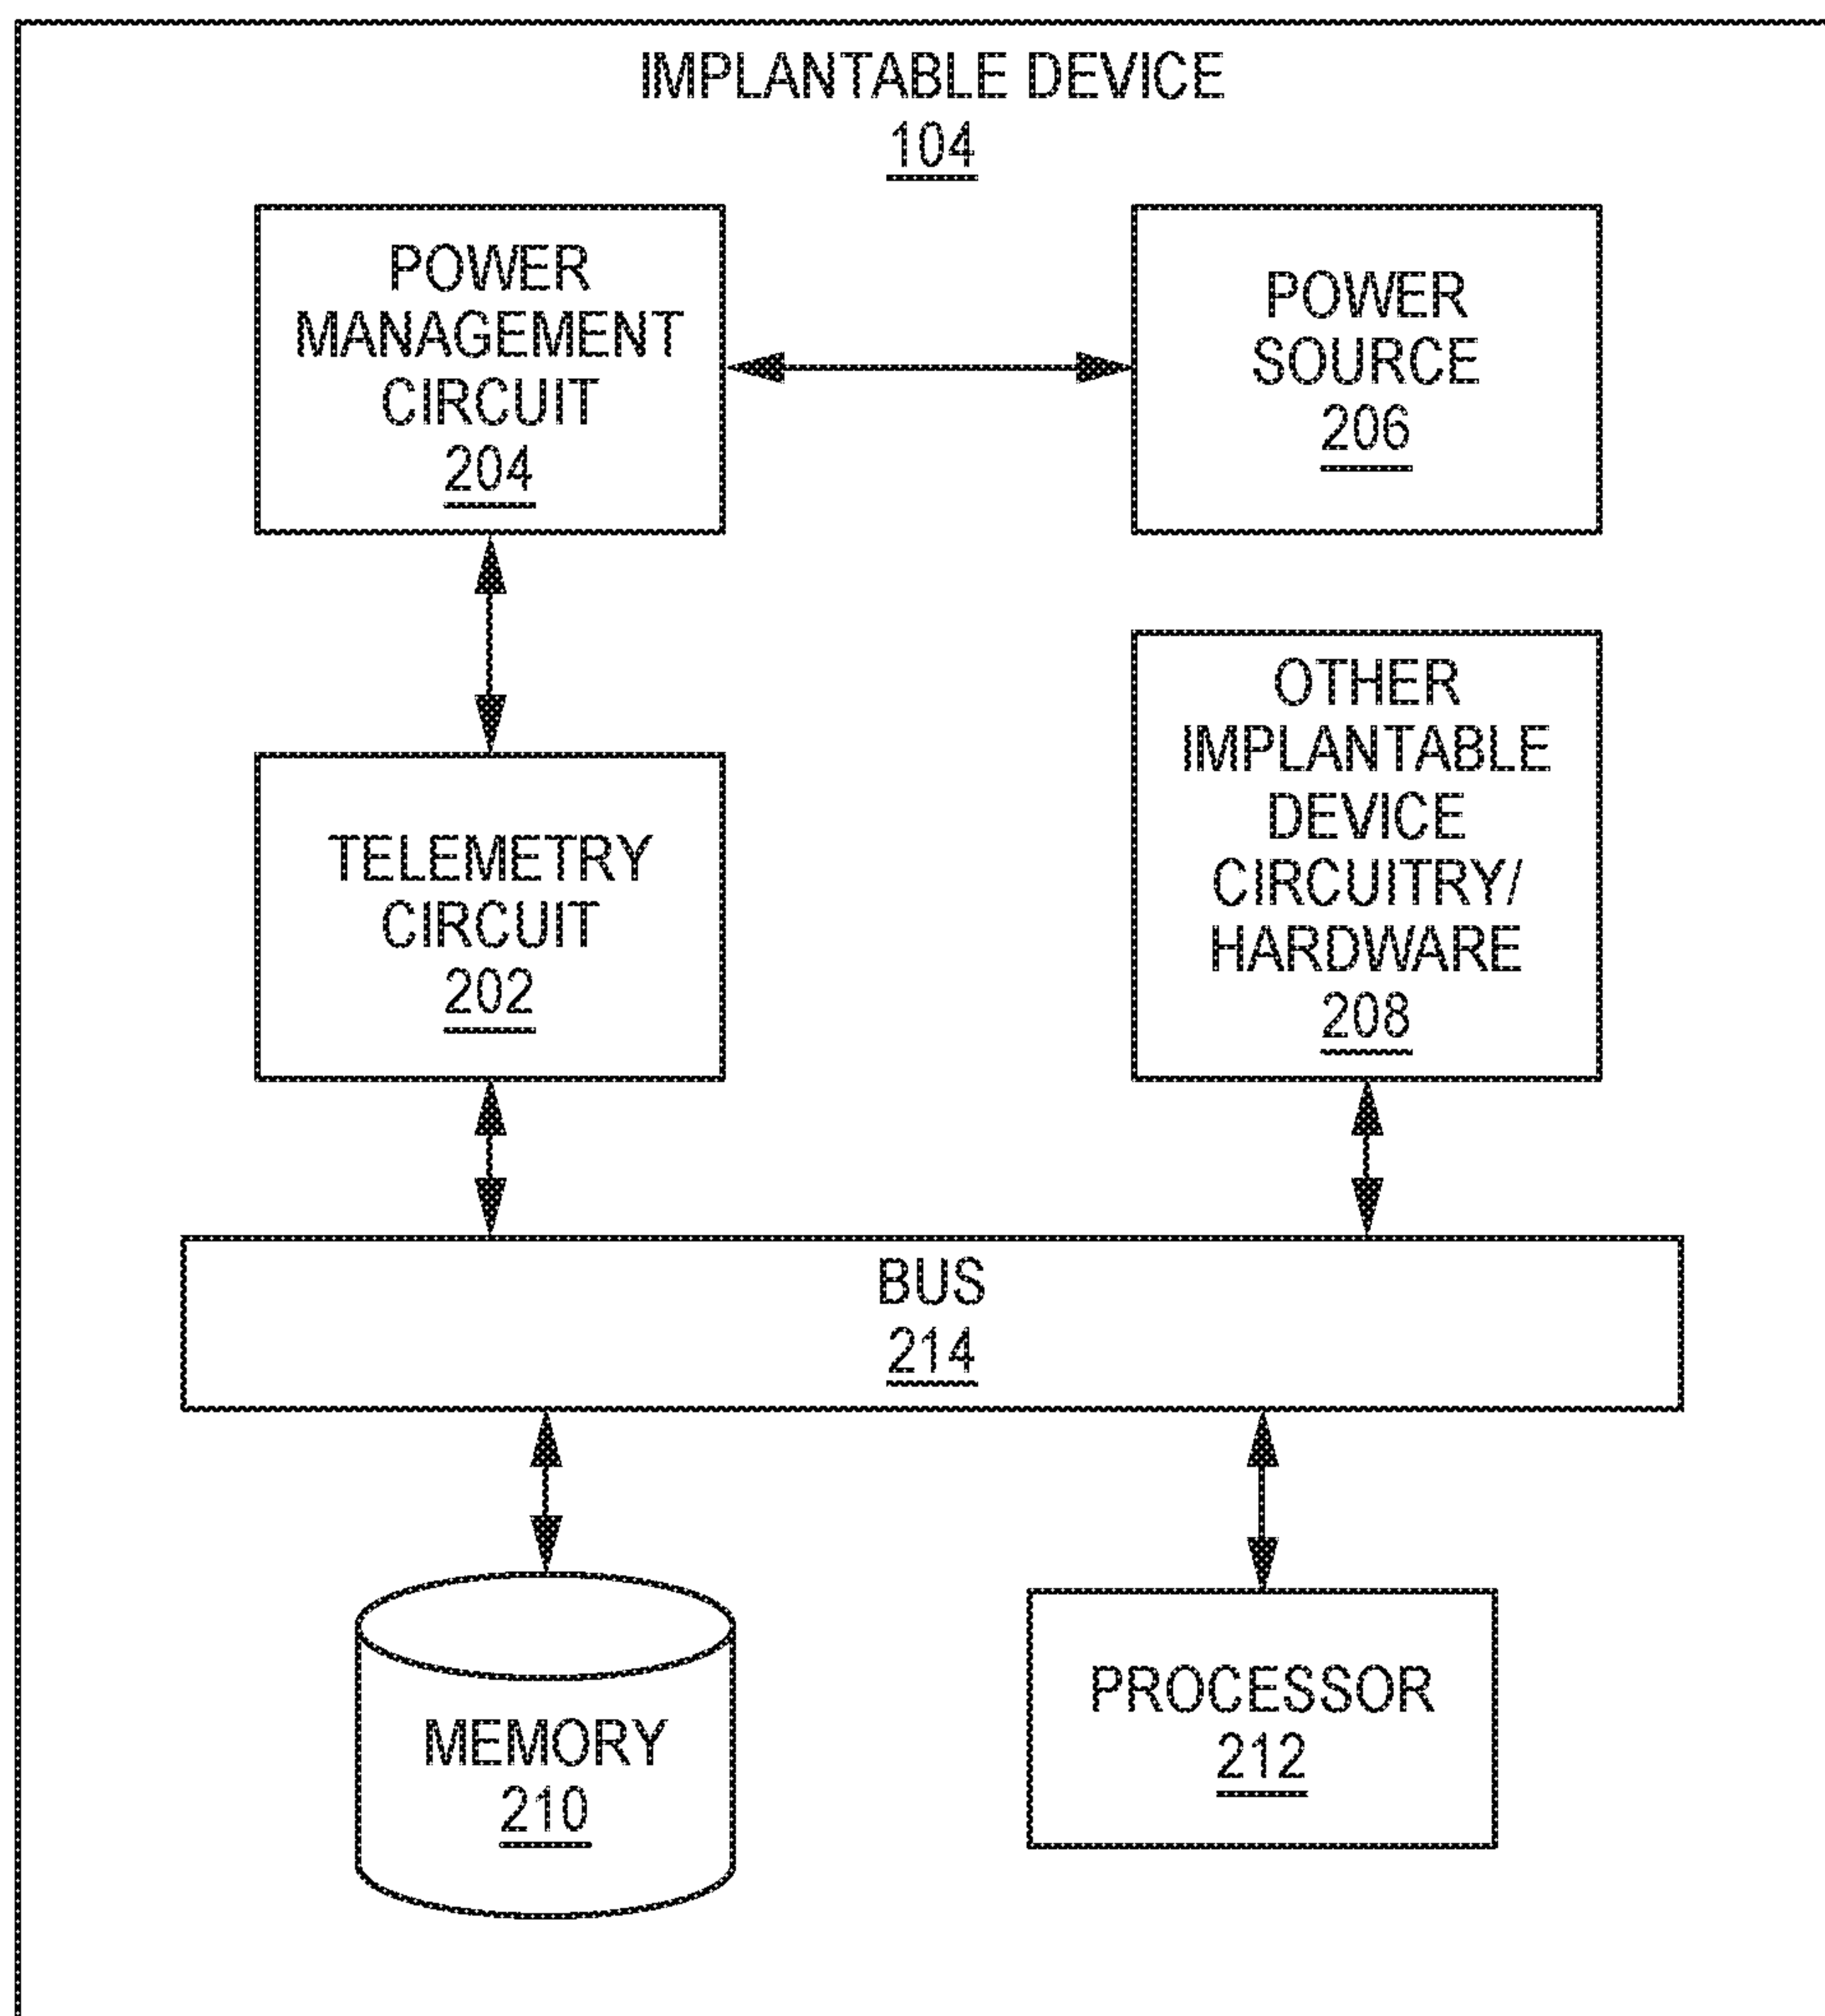 IMPLANTABLE DEVICE
104
POWER
MANAGEMENT
CIRCUIT
204
POWER
SOURCE
206
TELEMETRY
CIRCUIT
202
OTHER
IMPLANTABLE
DEVICE
CIRCUITRY/
HARDWARE
208
BUS
214
MEMORY
210
PROCESSOR
212